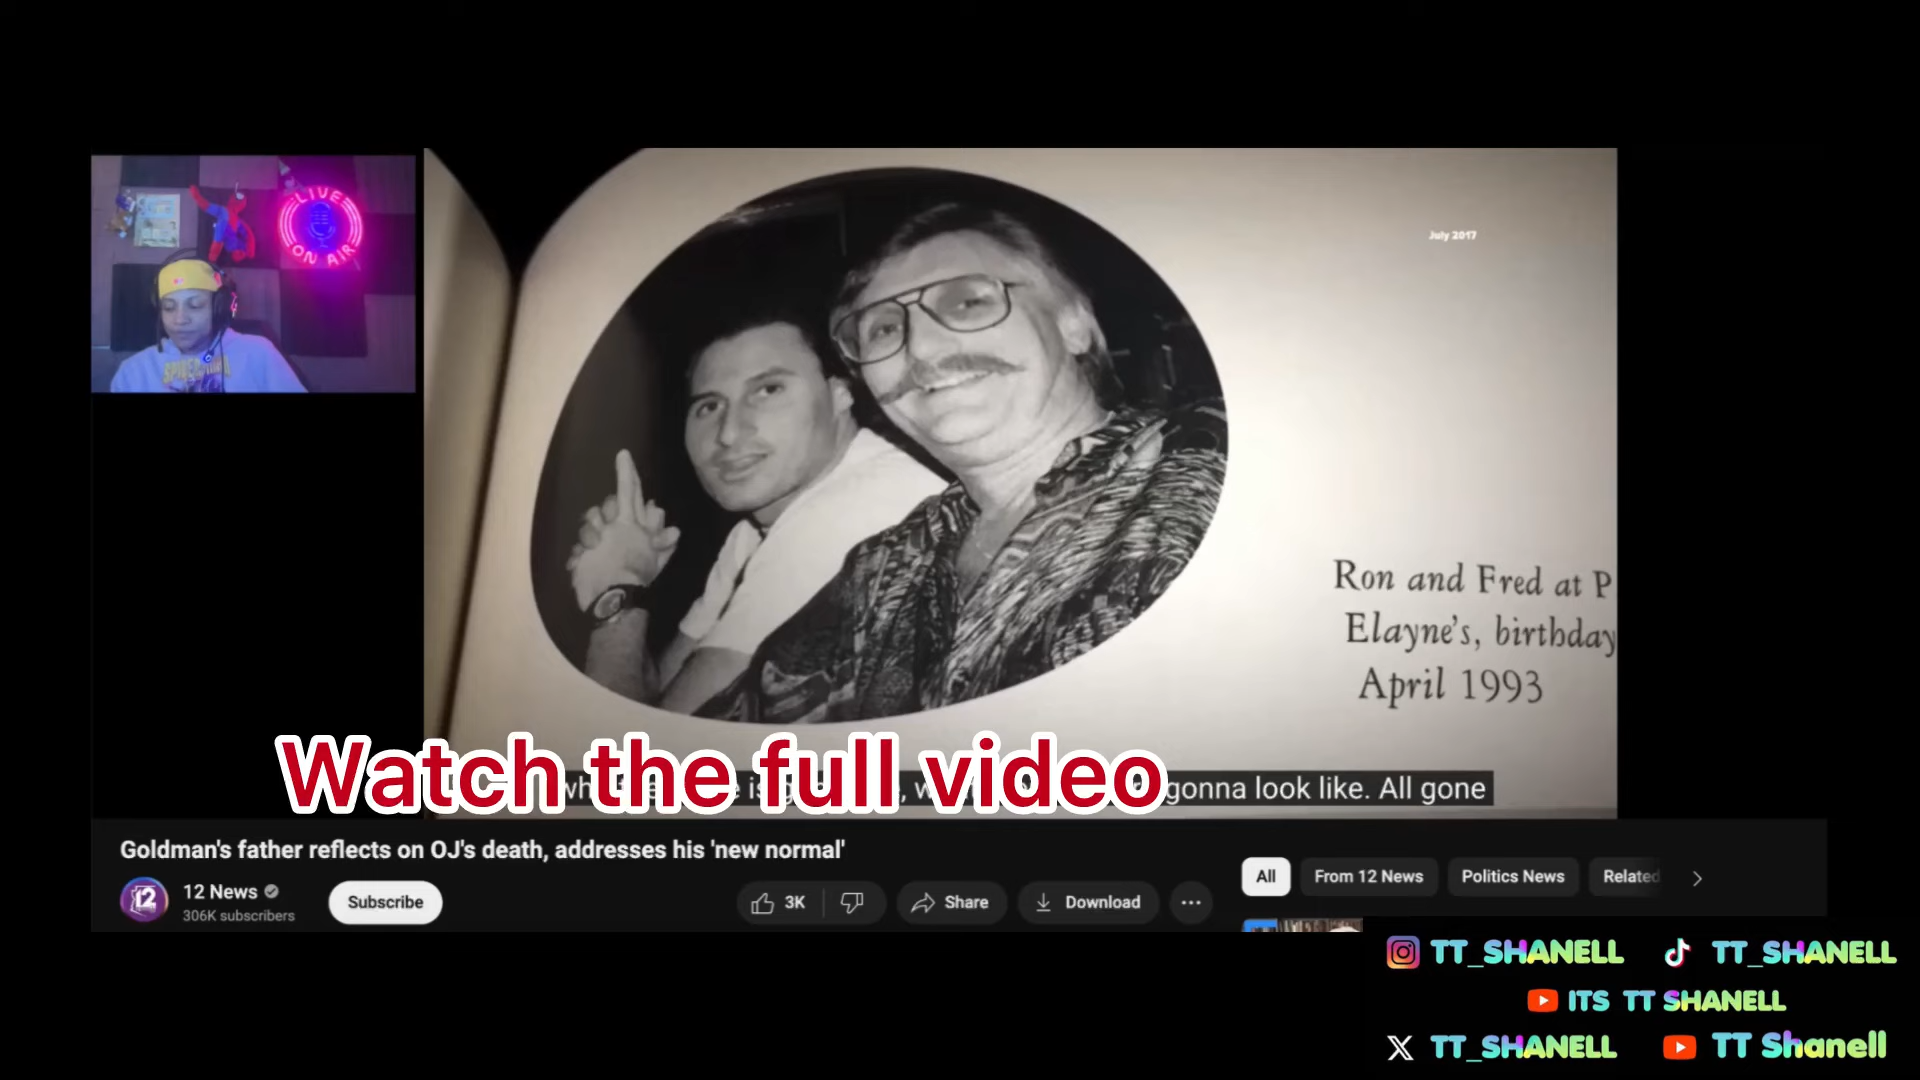 LIVE
ON AIR
July 2017
Ron and Fred at P
Elayne's, birthday
April 1993
Watch the full video
gonna look like. All gone
Goldman's father reflects on OJ's death, addresses his 'new normal'
12
12 News
306K subscribers
Subscribe
3K
Share
Download
All
From 12 News
Politics News
Related
TT_SHANELL
TT_SHANELL
ITS TT SHANELL
TT_SHANELL
TT Shanell